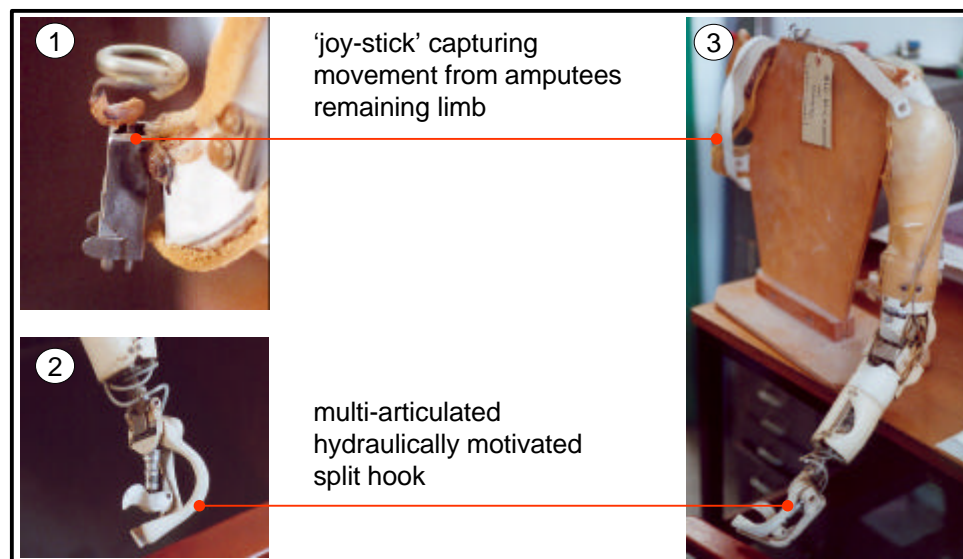 1
‘joy-stick’ capturing
movement from amputees
remaining limb
3
2
multi-articulated
hydraulically motivated
split hook